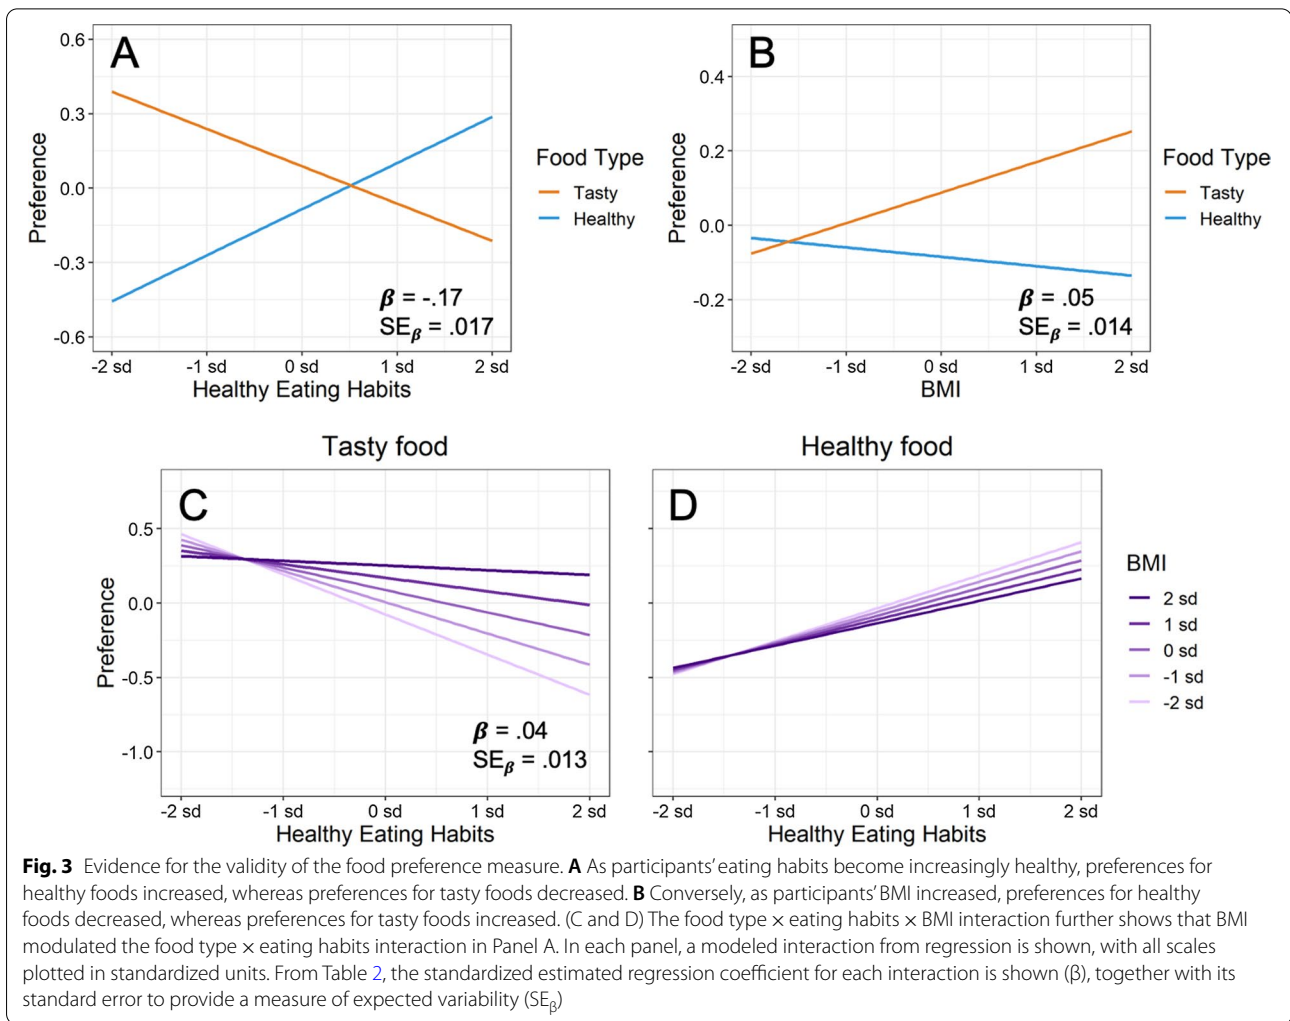 A
0.6
0.3
0.0
-0.3
-0.6
Preference
-2 sd -1 sd 0 sd 1 sd 2 sd
Healthy Eating Habits
β = -.17
SEβ = .017
Food Type
Tasty
Healthy
B
0.4
0.2
0.0
-0.2
Preference
-2 sd -1 sd 0 sd 1 sd 2 sd
BMI
β = .05
SEβ = .014
Food Type
Tasty
Healthy
Tasty food
C
0.5
0.0
-0.5
-1.0
Preference
-2 sd -1 sd 0 sd 1 sd 2 sd
Healthy Eating Habits
β = .04
SEβ = .013
Healthy food
D
-2 sd -1 sd 0 sd 1 sd 2 sd
Healthy Eating Habits
BMI
2 sd
1 sd
0 sd
-1 sd
-2 sd
Fig. 3 Evidence for the validity of the food preference measure. A As participants' eating habits become increasingly healthy, preferences for
healthy foods increased, whereas preferences for tasty foods decreased. B Conversely, as participants' BMI increased, preferences for healthy
foods decreased, whereas preferences for tasty foods increased. (C and D) The food type × eating habits × BMI interaction further shows that BMI
modulated the food type × eating habits interaction in Panel A. In each panel, a modeled interaction from regression is shown, with all scales
plotted in standardized units. From Table 2, the standardized estimated regression coefficient for each interaction is shown (β), together with its
standard error to provide a measure of expected variability (SEβ)